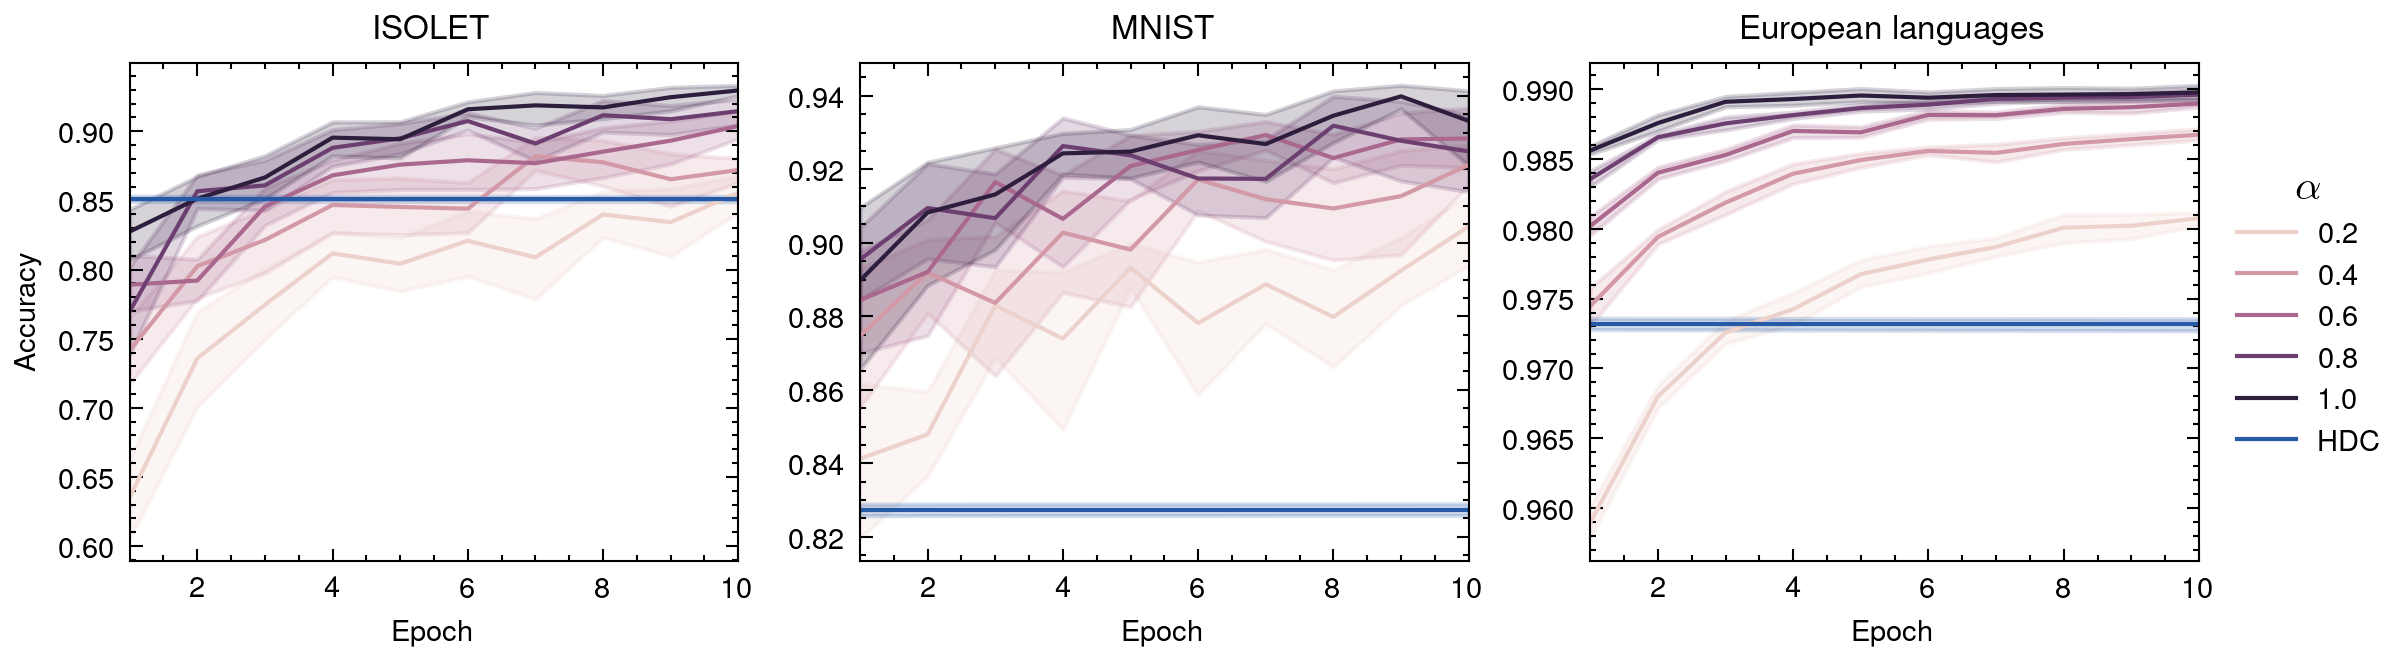 ISOLET
MNIST
European languages
Accuracy
0.90
0.85
0.80
0.75
0.70
0.65
0.60
2 4 6 8 10
Epoch
0.94
0.92
0.90
0.88
0.86
0.84
0.82
2 4 6 8 10
Epoch
0.990
0.985
0.980
0.975
0.970
0.965
0.960
2 4 6 8 10
Epoch
α
0.2
0.4
0.6
0.8
1.0
HDC